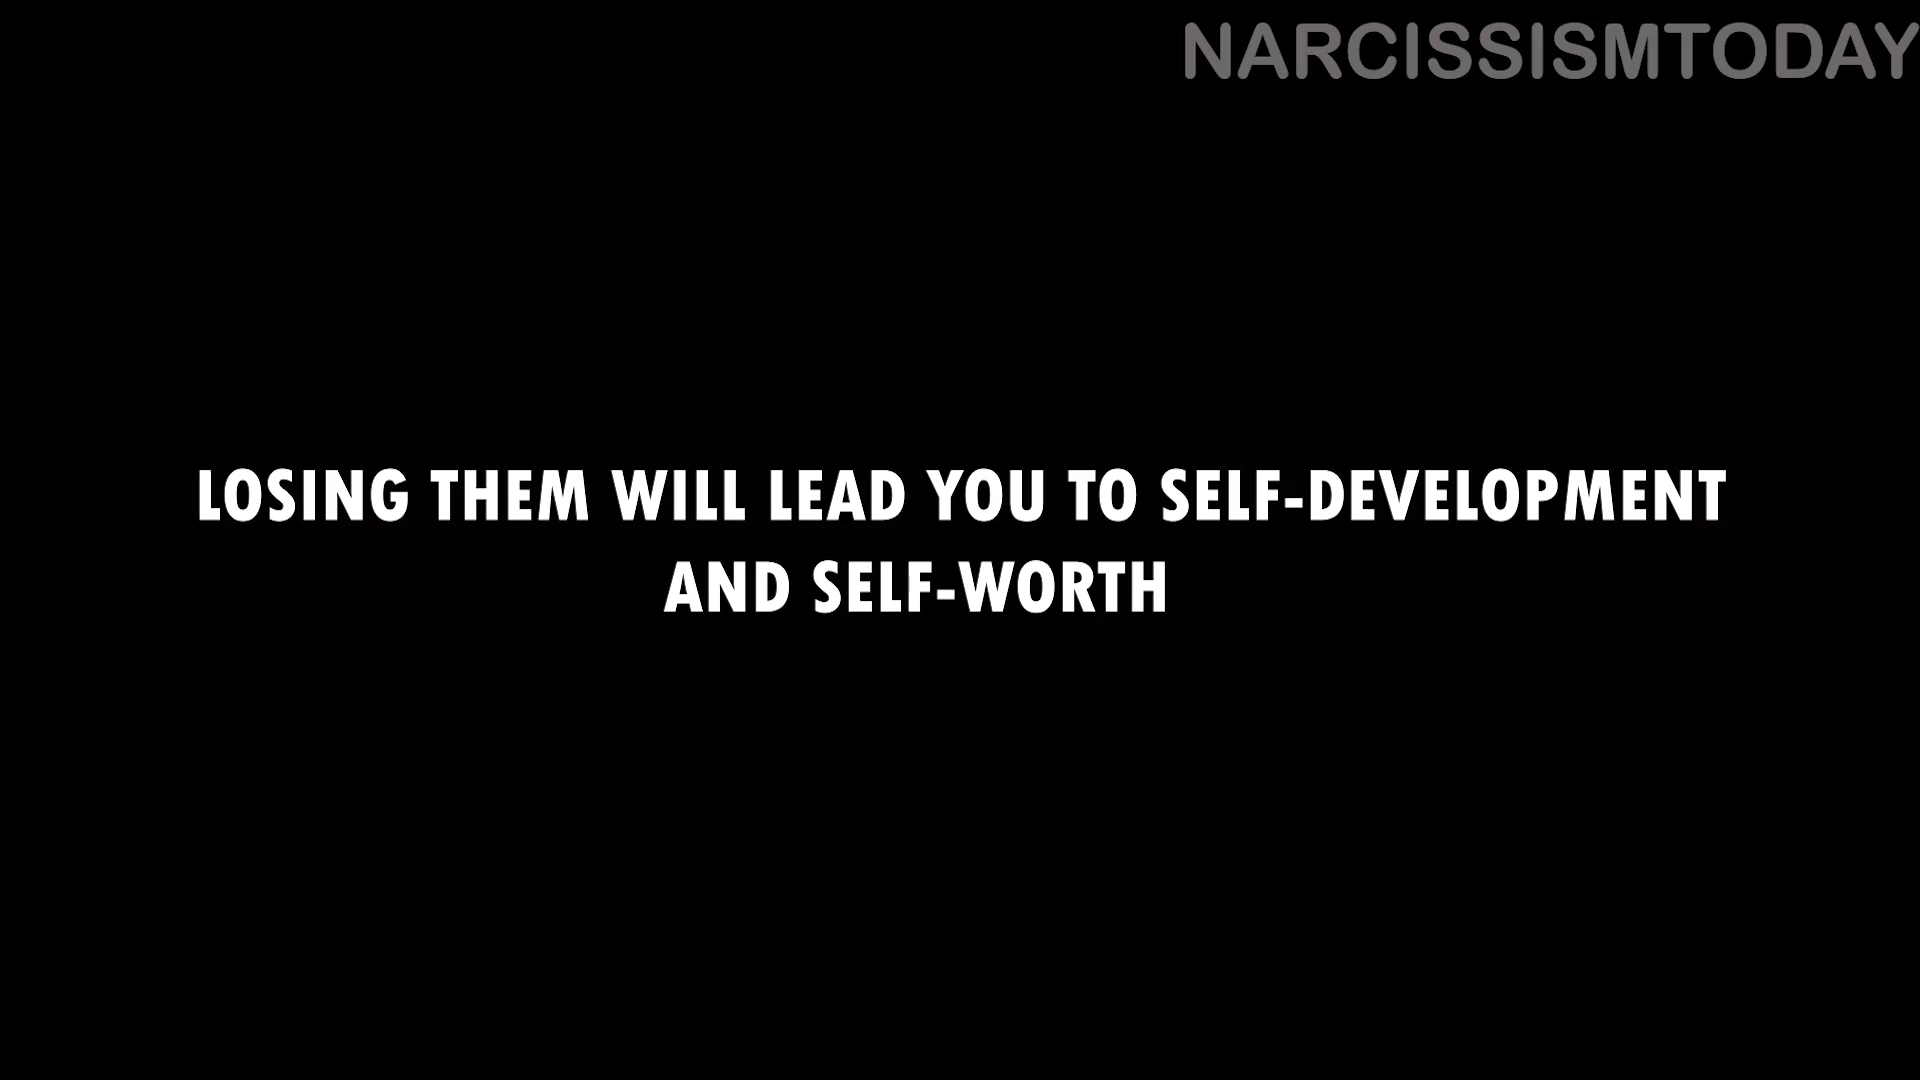 NARCISSISMTODAY
LOSING THEM WILL LEAD YOU TO SELF-DEVELOPMENT
AND SELF-WORTH